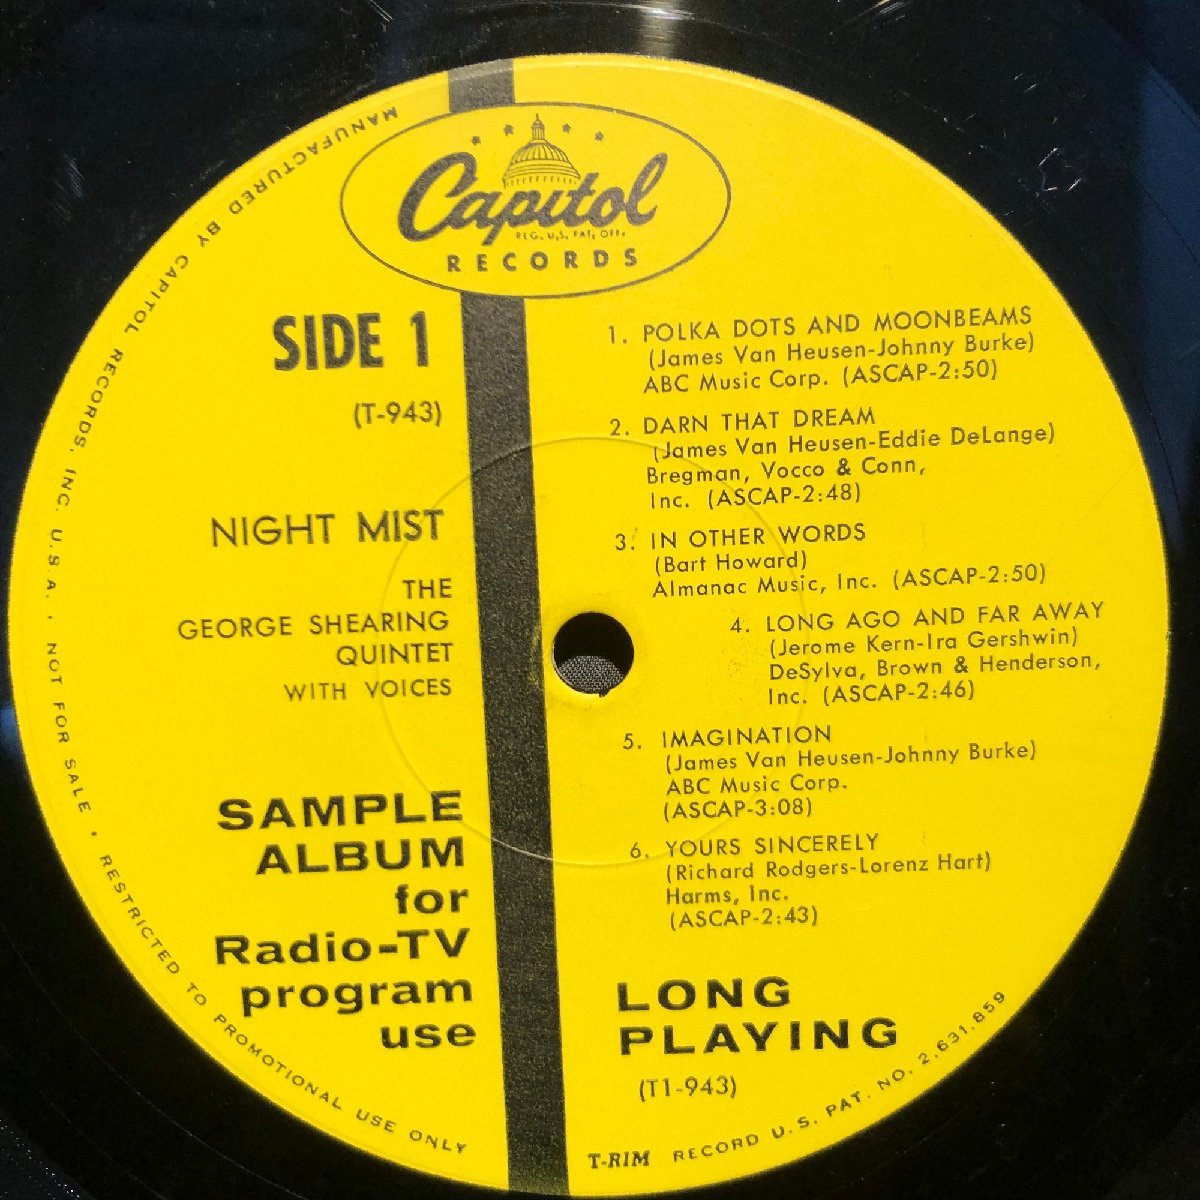 Capitol
REG. U.S. PAT. OFF.
RECORDS
SIDE 1
(T-943)
NIGHT MIST
THE
GEORGE SHEARING
QUINTET
WITH VOICES
SAMPLE
ALBUM
for
Radio-TV
program
use
1. POLKA DOTS AND MOONBEAMS
(James Van Heusen-Johnny Burke)
ABC Music Corp. (ASCAP-2:50)
2. DARN THAT DREAM
(James Van Heusen-Eddie DeLange)
Bregman, Vocco & Conn,
Inc. (ASCAP-2:48)
3. IN OTHER WORDS
(Bart Howard)
Almanac Music, Inc. (ASCAP-2:50)
4. LONG AGO AND FAR AWAY
(Jerome Kern-Ira Gershwin)
DeSylva, Brown & Henderson,
Inc. (ASCAP-2:46)
5. IMAGINATION
(James Van Heusen-Johnny Burke)
ABC Music Corp.
(ASCAP-3:08)
6. YOURS SINCERELY
(Richard Rodgers-Lorenz Hart)
Harms, Inc.
(ASCAP-2:43)
LONG
PLAYING
(T1-943)
MANUFACTURED BY CAPITOL RECORDS, INC. U.S.A. • NOT FOR SALE • RESTRICTED TO PROMOTIONAL USE ONLY
T-RIM RECORD U.S. PAT. NO. 2,631,859